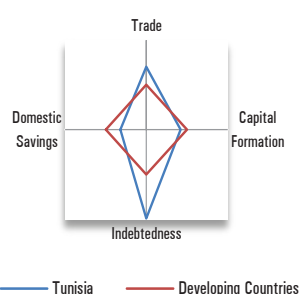 Trade
Domestic
Savings
Capital
Formation
Indebtedness
Tunisia
Developing Countries